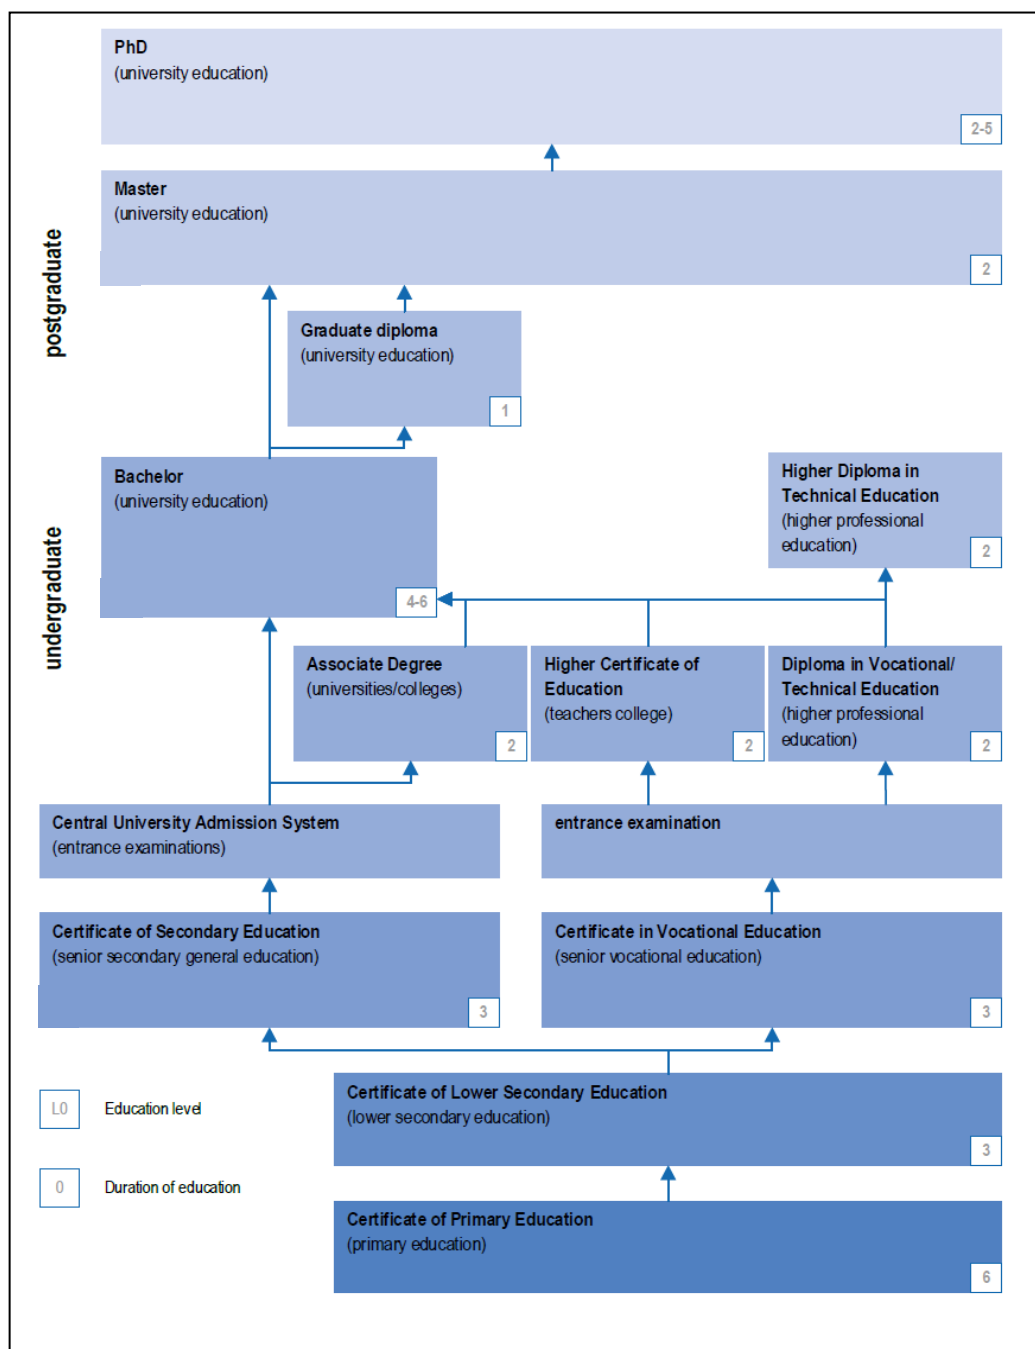 PhD
(university education)
2-5
Master
(university education)
2
postgraduate
Graduate diploma
(university education)
1
Bachelor
(university education)
4-6
Higher Diploma in
Technical Education
(higher professional
education)
2
undergraduate
Associate Degree
(universities/colleges)
2
Higher Certificate of
Education
(teachers college)
2
Diploma in Vocational/
Technical Education
(higher professional
education)
2
Central University Admission System
(entrance examinations)
entrance examination
Certificate of Secondary Education
(senior secondary general education)
3
Certificate in Vocational Education
(senior vocational education)
3
Certificate of Lower Secondary Education
(lower secondary education)
3
L0
Education level
0
Duration of education
Certificate of Primary Education
(primary education)
6